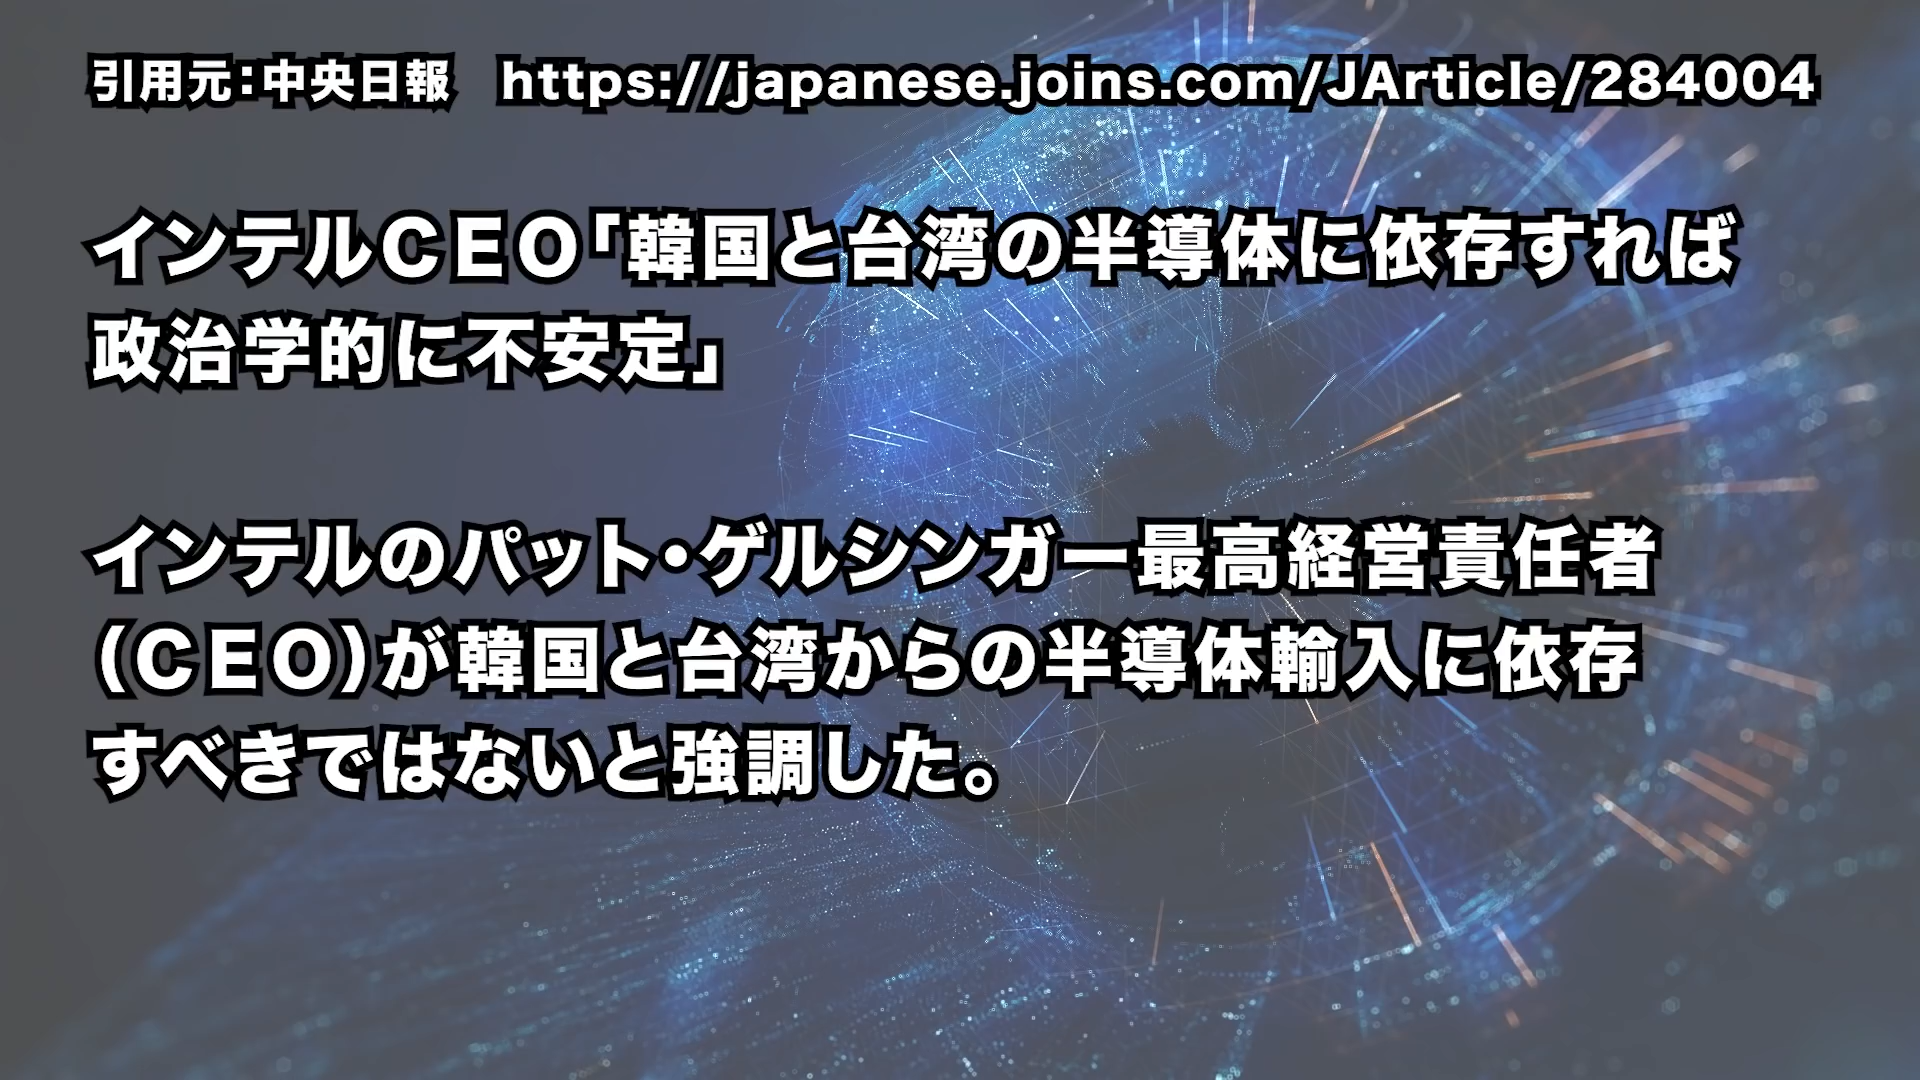 引用元：中央日報　https://japanese.joins.com/JArticle/284004
インテルＣＥＯ「韓国と台湾の半導体に依存すれば
政治学的に不安定」
インテルのパット・ゲルシンガー最高経営責任者
（ＣＥＯ）が韓国と台湾からの半導体輸入に依存
すべきではないと強調した。